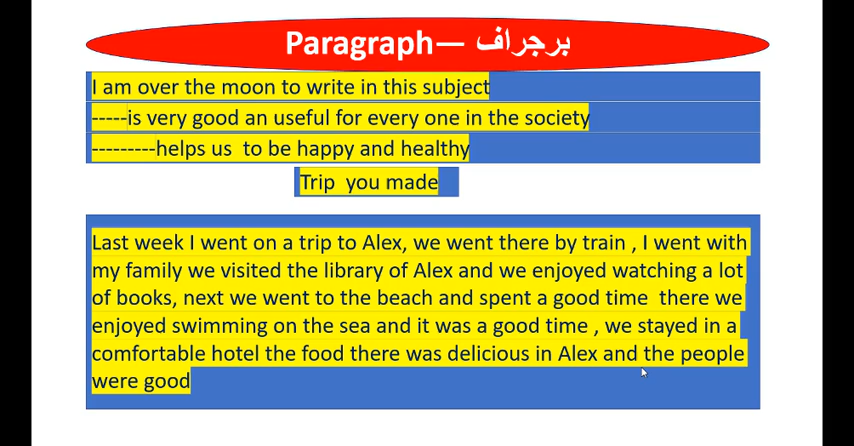 Paragraph— برجراف
I am over the moon to write in this subject
-----is very good an useful for every one in the society
---------helps us to be happy and healthy
Trip you made
Last week I went on a trip to Alex, we went there by train , I went with
my family we visited the library of Alex and we enjoyed watching a lot
of books, next we went to the beach and spent a good time there we
enjoyed swimming on the sea and it was a good time , we stayed in a
comfortable hotel the food there was delicious in Alex and the people
were good